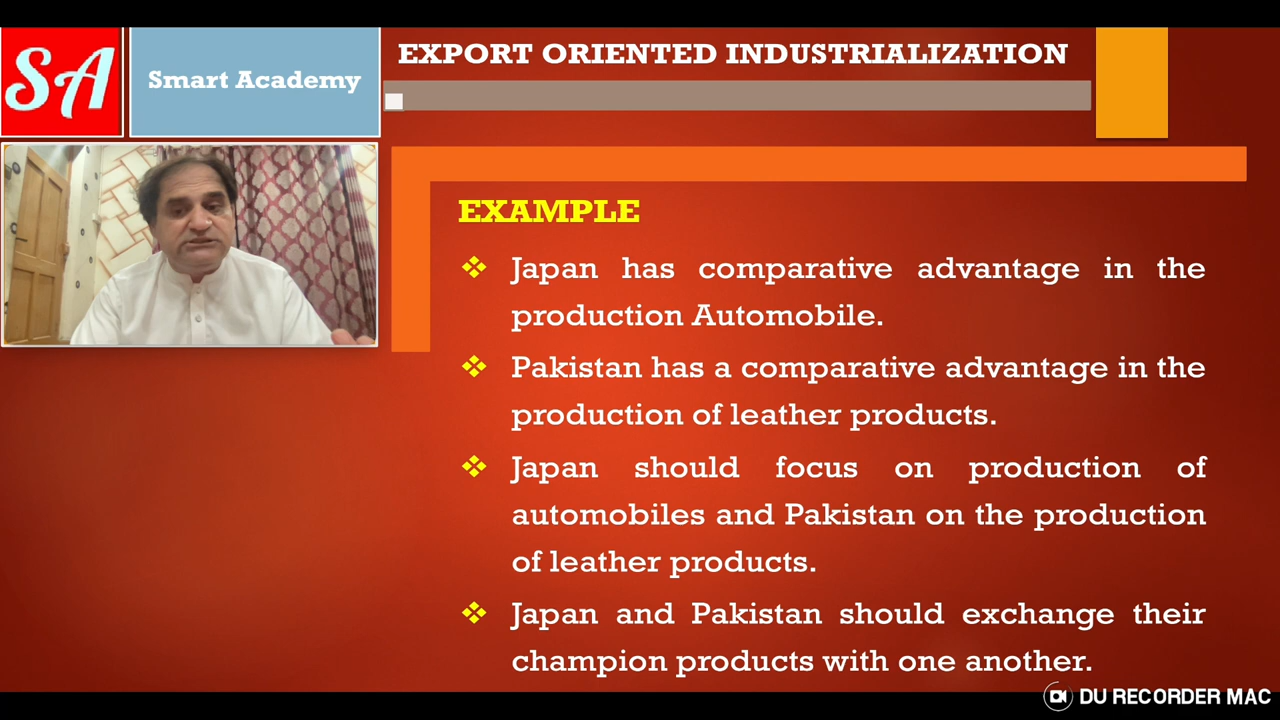 SA
Smart Academy
EXPORT ORIENTED INDUSTRIALIZATION
EXAMPLE
Japan has comparative advantage in the
production Automobile.
Pakistan has a comparative advantage in the
production of leather products.
Japan should focus on production of
automobiles and Pakistan on the production
of leather products.
Japan and Pakistan should exchange their
champion products with one another.
DU RECORDER MAC